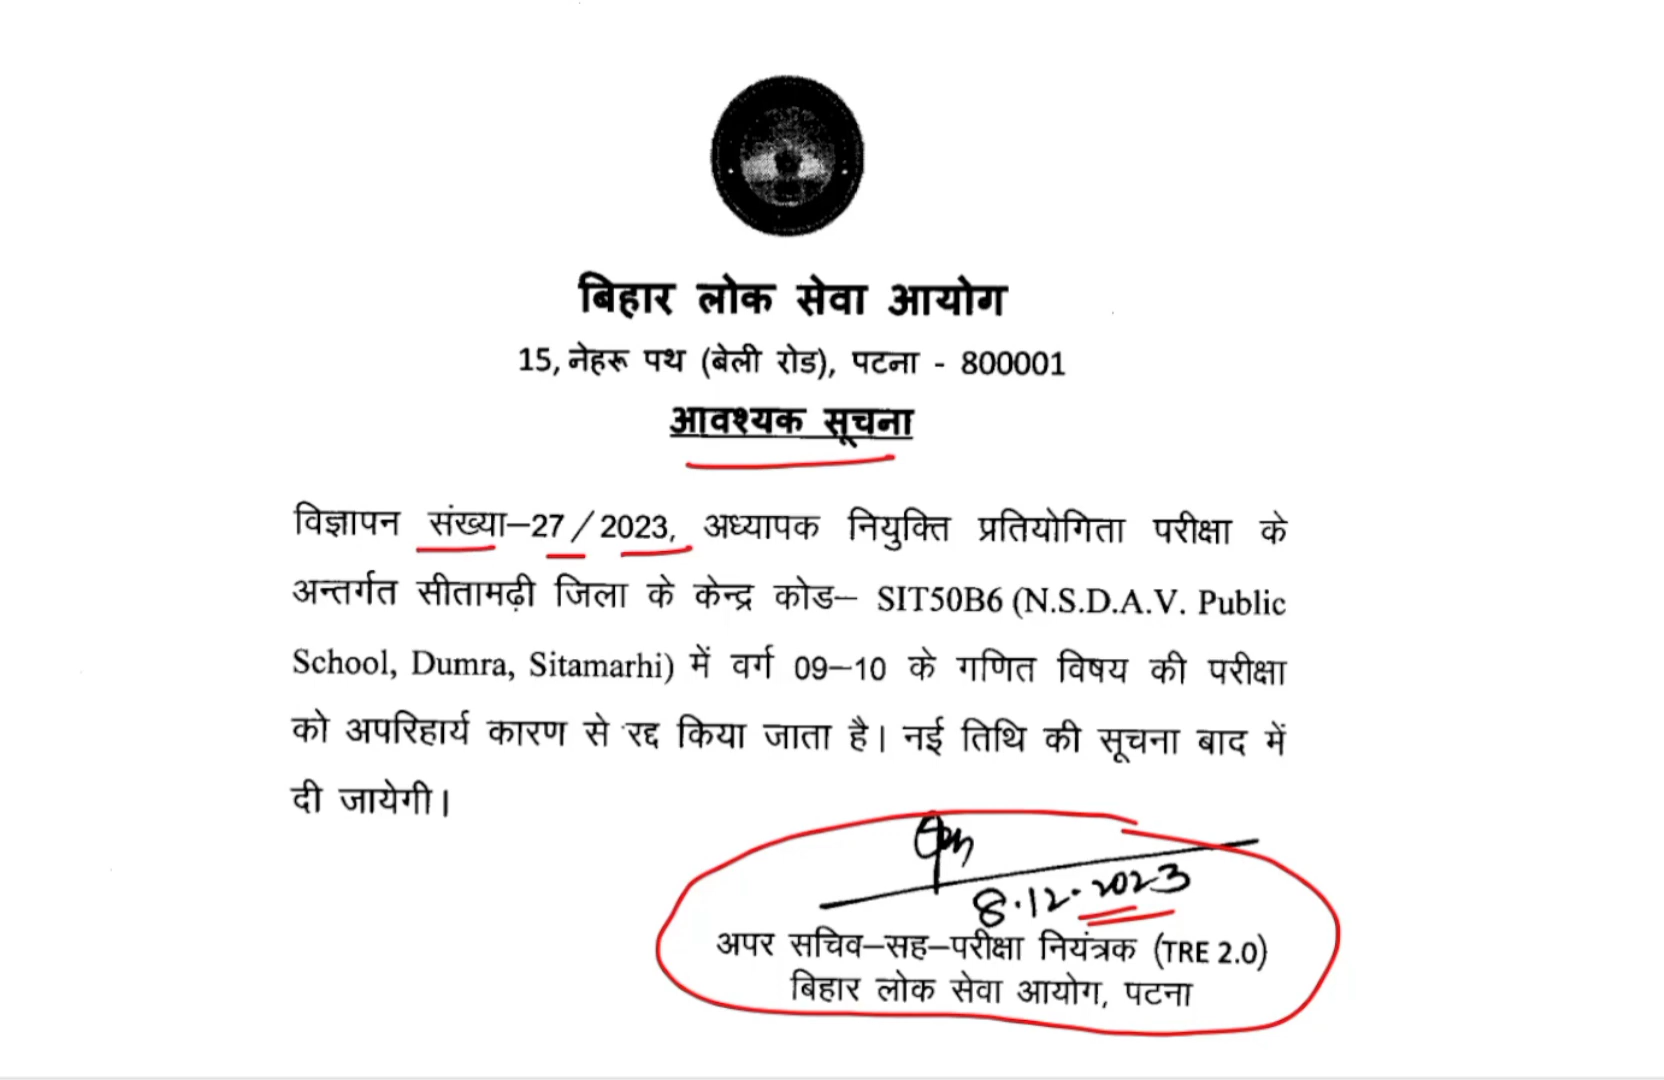 बिहार लोक सेवा आयोग
15, नेहरू पथ (बेली रोड), पटना - 800001
आवश्यक सूचना
विज्ञापन संख्या–27/2023, अध्यापक नियुक्ति प्रतियोगिता परीक्षा के
अन्तर्गत सीतामढ़ी जिला के केन्द्र कोड– SIT50B6 (N.S.D.A.V. Public
School, Dumra, Sitamarhi) में वर्ग 09–10 के गणित विषय की परीक्षा
को अपरिहार्य कारण से रद्द किया जाता है। नई तिथि की सूचना बाद में
दी जायेगी।
8.12.2023
अपर सचिव–सह–परीक्षा नियंत्रक (TRE 2.0)
बिहार लोक सेवा आयोग, पटना